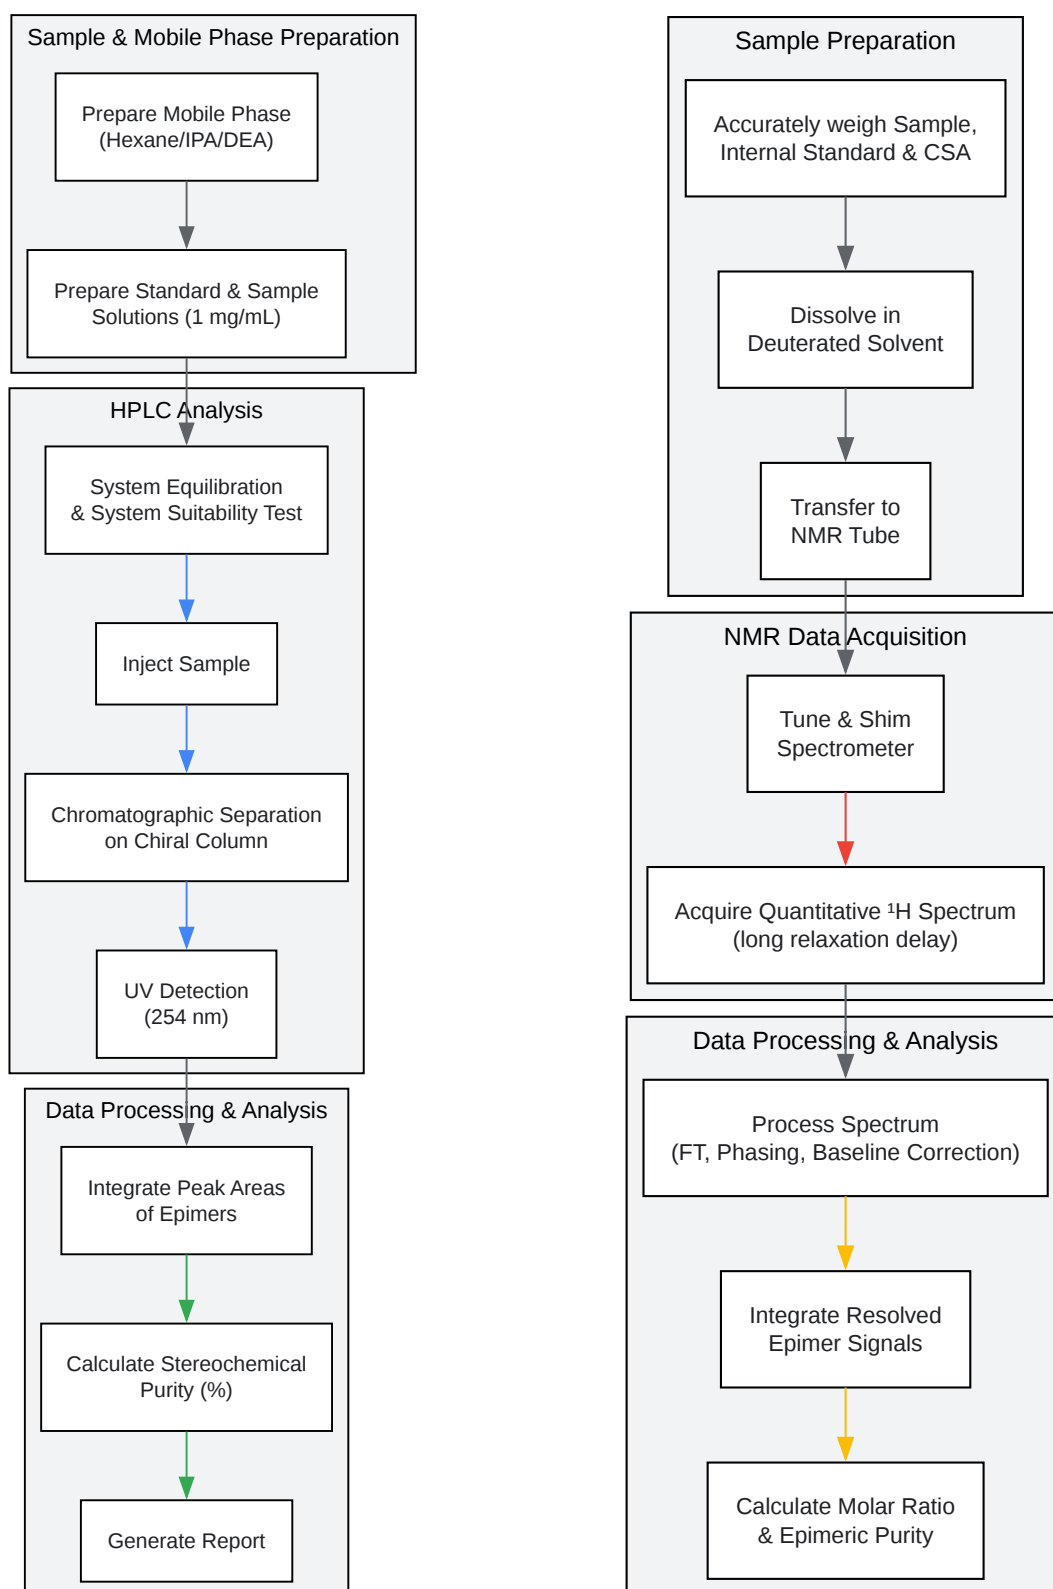 Sample & Mobile Phase Preparation
Prepare Mobile Phase
(Hexane/IPA/DEA)
Prepare Standard & Sample
Solutions (1 mg/mL)
HPLC Analysis
System Equilibration
& System Suitability Test
Inject Sample
Chromatographic Separation
on Chiral Column
UV Detection
(254 nm)
Data Processing & Analysis
Integrate Peak Areas
of Epimers
Calculate Stereochemical
Purity (%)
Generate Report
Sample Preparation
Accurately weigh Sample,
Internal Standard & CSA
Dissolve in
Deuterated Solvent
Transfer to
NMR Tube
NMR Data Acquisition
Tune & Shim
Spectrometer
Acquire Quantitative ¹H Spectrum
(long relaxation delay)
Data Processing & Analysis
Process Spectrum
(FT, Phasing, Baseline Correction)
Integrate Resolved
Epimer Signals
Calculate Molar Ratio
& Epimeric Purity